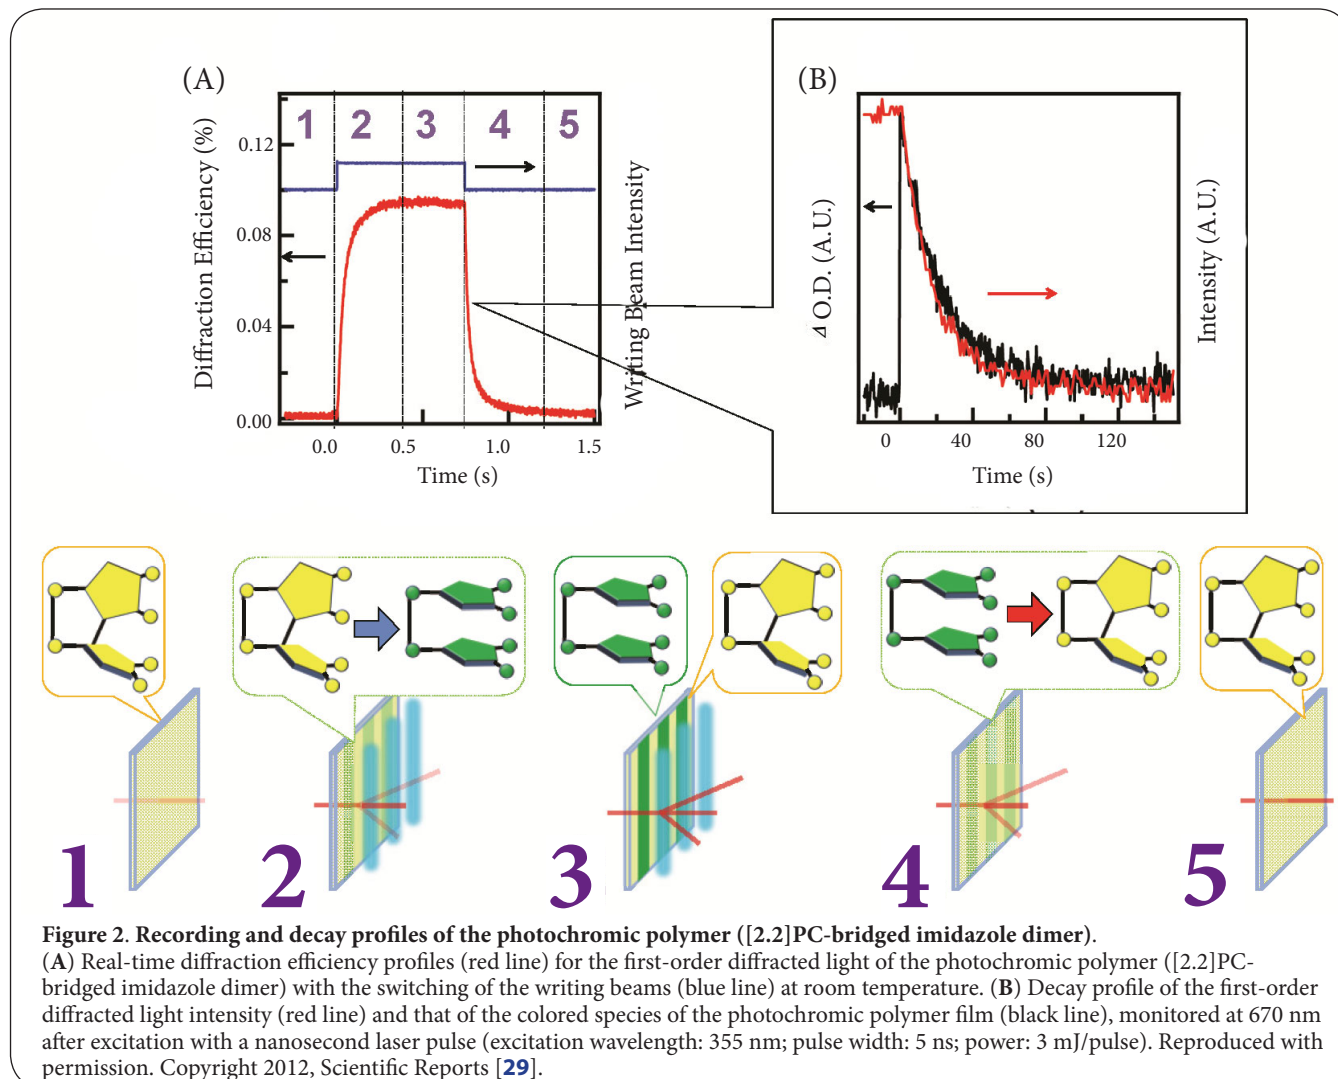 (A)
(B)
1 2 3 4 5
0.12
0.08
0.04
0.00
Diffraction Efficiency (%)
Writing Beam Intensity
0.0 0.5 1.0 1.5
Time (s)
Δ O.D. (A.U.)
Intensity (A.U.)
0 40 80 120
Time (s)
1 2 3 4 5
Figure 2. Recording and decay profiles of the photochromic polymer ([2.2]PC-bridged imidazole dimer).
(A) Real-time diffraction efficiency profiles (red line) for the first-order diffracted light of the photochromic polymer ([2.2]PC-
bridged imidazole dimer) with the switching of the writing beams (blue line) at room temperature. (B) Decay profile of the first-order
diffracted light intensity (red line) and that of the colored species of the photochromic polymer film (black line), monitored at 670 nm
after excitation with a nanosecond laser pulse (excitation wavelength: 355 nm; pulse width: 5 ns; power: 3 mJ/pulse). Reproduced with
permission. Copyright 2012, Scientific Reports [29].